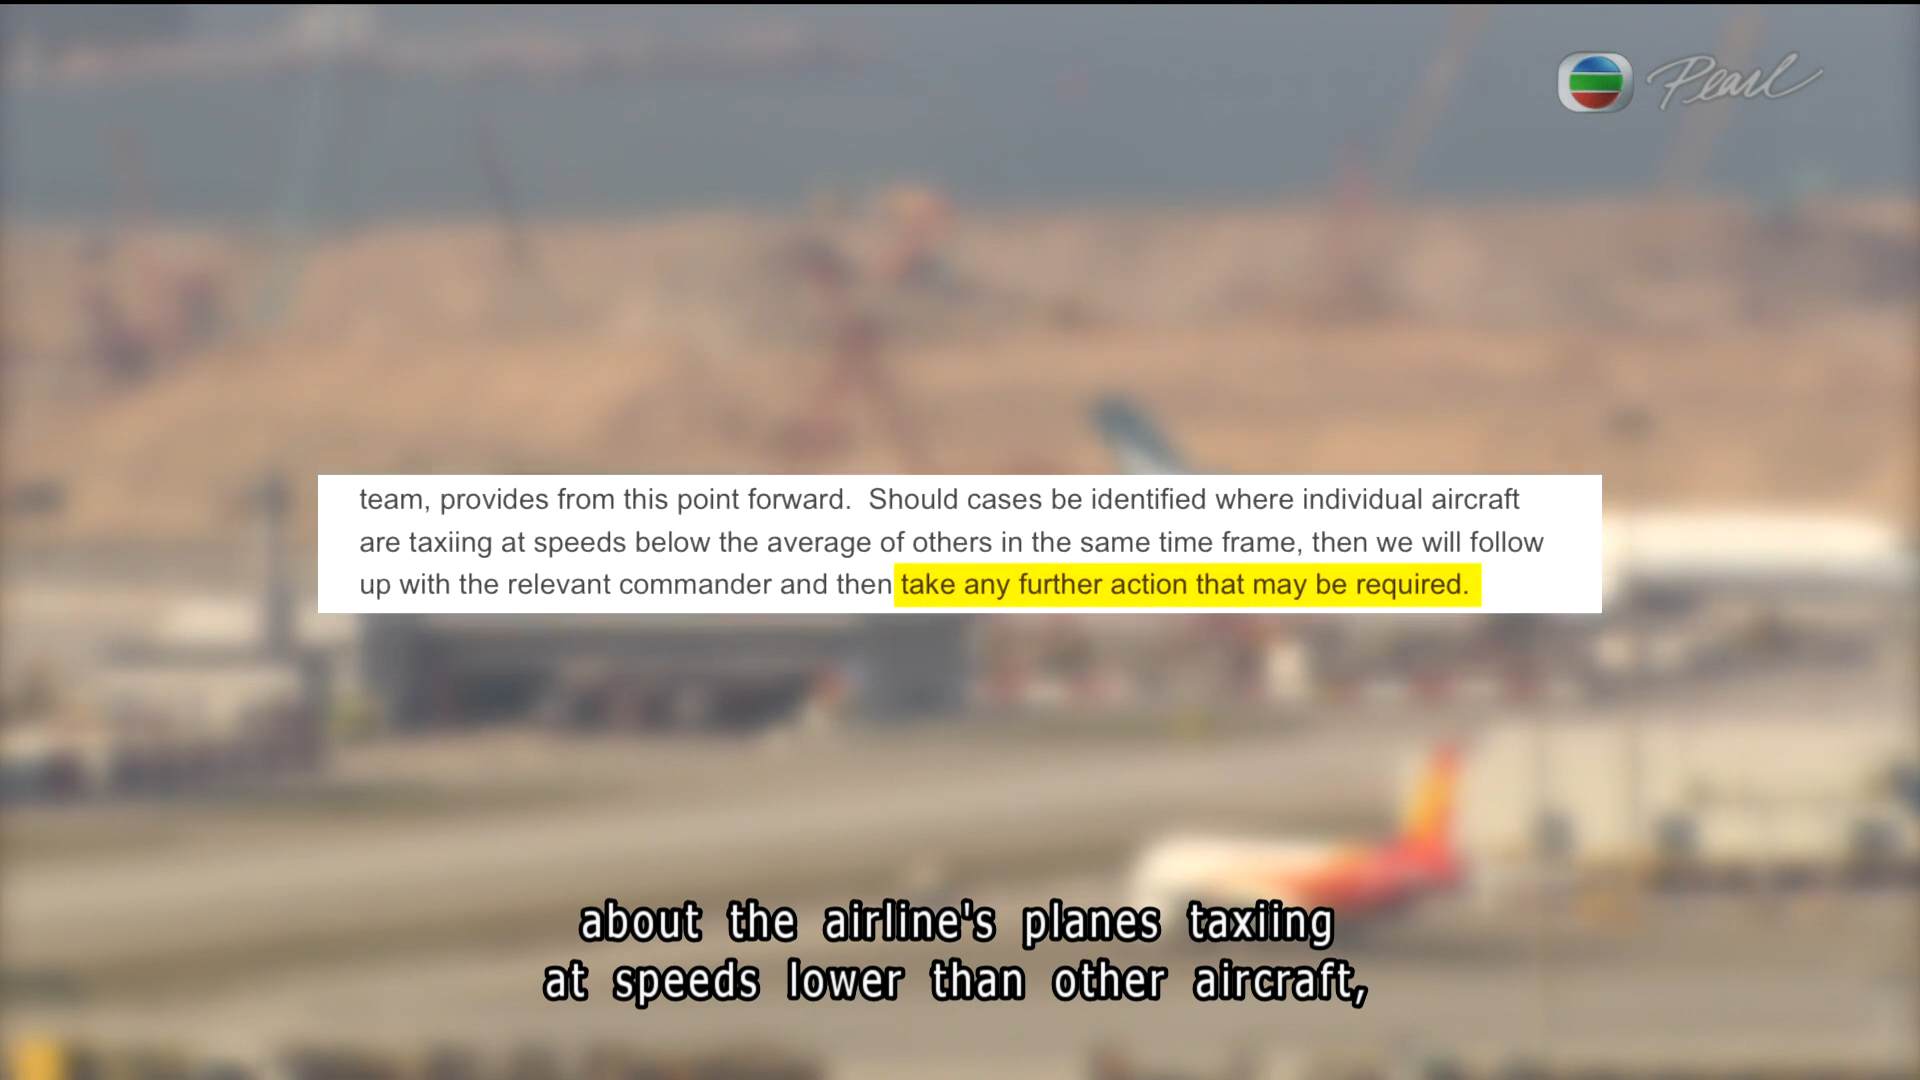 Pearl
team, provides from this point forward.  Should cases be identified where individual aircraft
are taxiing at speeds below the average of others in the same time frame, then we will follow
up with the relevant commander and then take any further action that may be required.
about the airline's planes taxiing
at speeds lower than other aircraft,